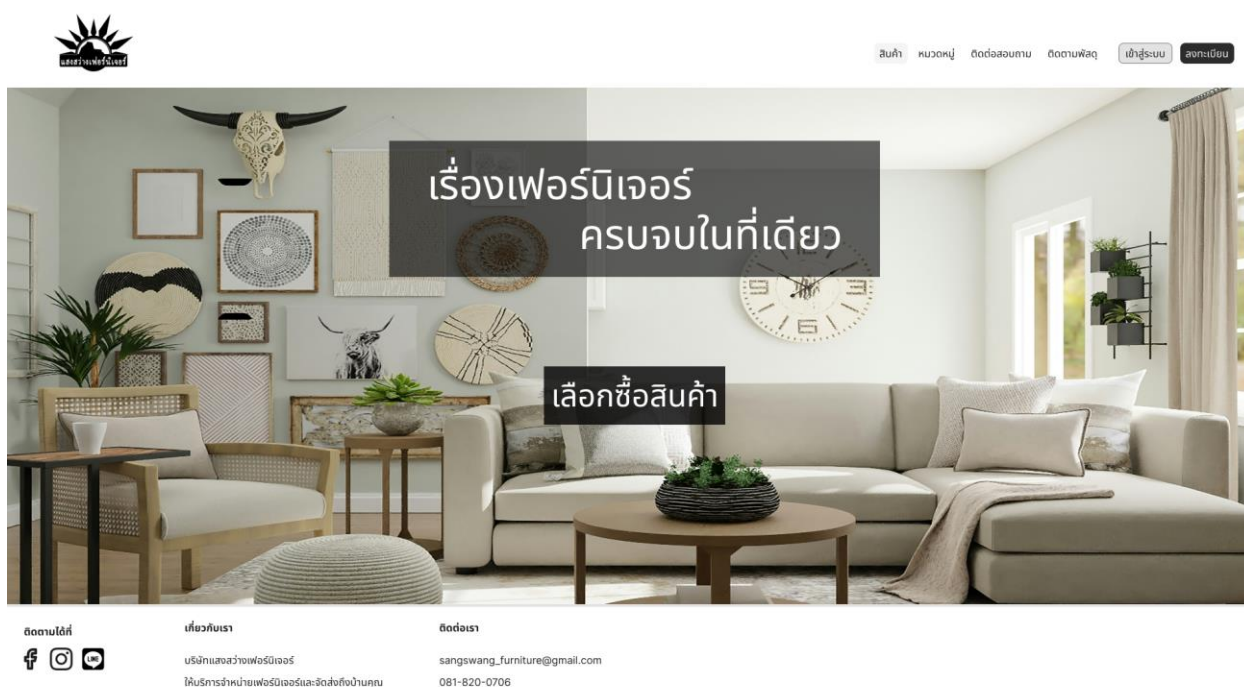 แสงสว่างเฟอร์นิเจอร์
สินค้า หมวดหมู่ ติดต่อสอบถาม ติดตามพัสดุ เข้าสู่ระบบ ลงทะเบียน
เรื่องเฟอร์นิเจอร์
ครบจบในที่เดียว
เลือกซื้อสินค้า
ติดตามได้ที่
LINE
เกี่ยวกับเรา
บริษัทแสงสว่างเฟอร์นิเจอร์
ให้บริการจำหน่ายเฟอร์นิเจอร์และจัดส่งถึงบ้านคุณ
ติดต่อเรา
sangswang_furniture@gmail.com
081-820-0706